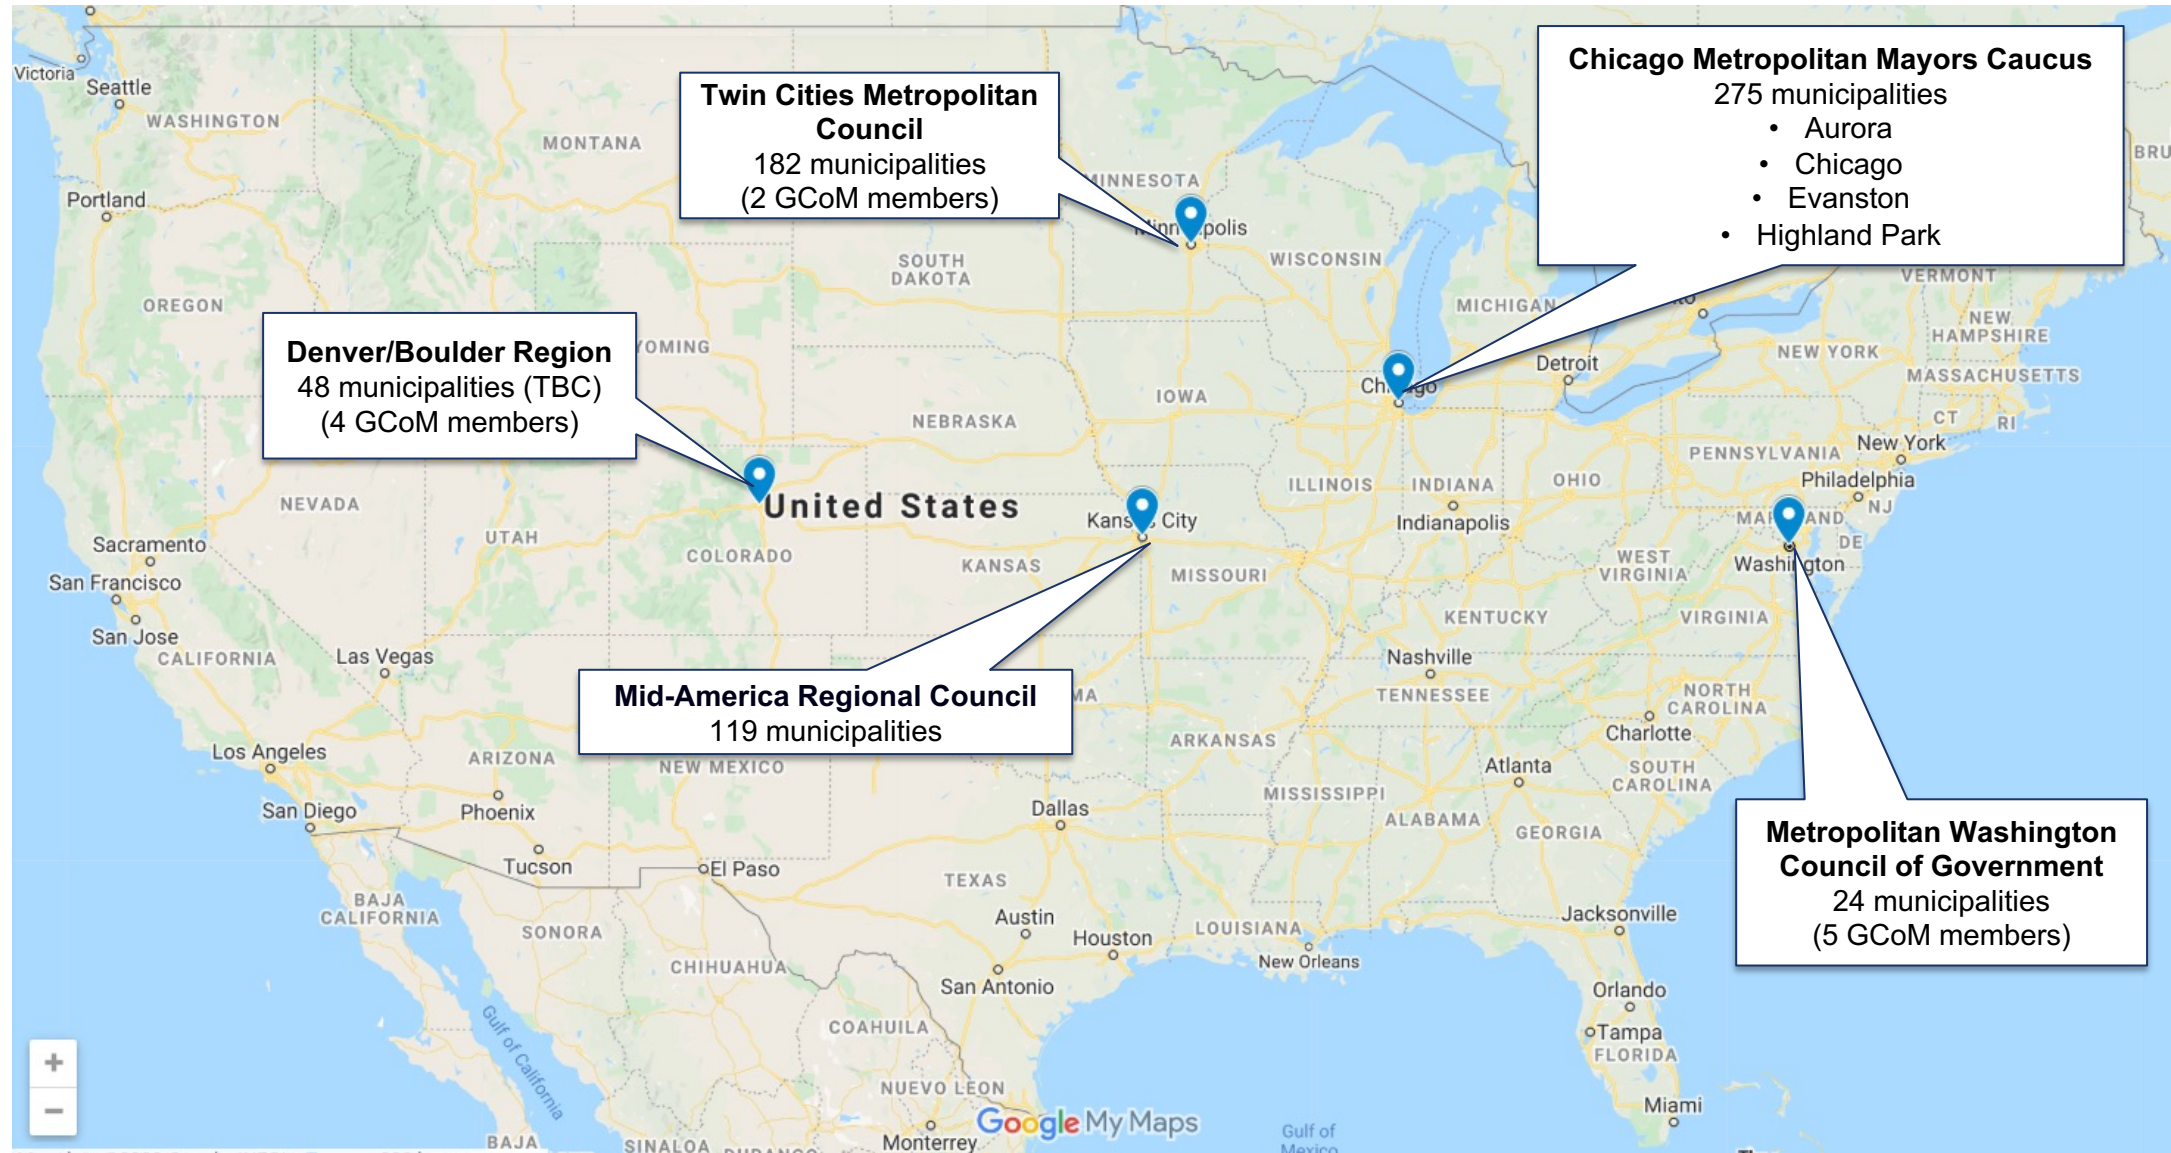 Chicago Metropolitan Mayors Caucus
275 municipalities
• Aurora
• Chicago
• Evanston
• Highland Park
Twin Cities Metropolitan
Council
182 municipalities
(2 GCoM members)
Denver/Boulder Region
48 municipalities (TBC)
(4 GCoM members)
Mid-America Regional Council
119 municipalities
Metropolitan Washington
Council of Government
24 municipalities
(5 GCoM members)
Victoria
Seattle
WASHINGTON
MONTANA
Portland
OREGON
SOUTH
DAKOTA
MINNESOTA
WISCONSIN
MICHIGAN
VERMONT
NEW
HAMPSHIRE
NEW YORK
MASSACHUSETTS
CT
RI
Detroit
IOWA
NEBRASKA
NEVADA
UTAH
COLORADO
United States
KANSAS
Kansas City
MISSOURI
ILLINOIS
INDIANA
Indianapolis
OHIO
PENNSYLVANIA
New York
Philadelphia
NJ
MARYLAND
DE
Washington
WEST
VIRGINIA
VIRGINIA
KENTUCKY
Sacramento
San Francisco
San Jose
CALIFORNIA
Las Vegas
Los Angeles
San Diego
ARIZONA
Phoenix
Tucson
NEW MEXICO
El Paso
Nashville
TENNESSEE
NORTH
CAROLINA
Charlotte
ARKANSAS
Atlanta
SOUTH
CAROLINA
MISSISSIPPI
ALABAMA
GEORGIA
Dallas
TEXAS
Austin
Houston
San Antonio
LOUISIANA
New Orleans
Jacksonville
Orlando
Tampa
FLORIDA
Miami
BAJA
CALIFORNIA
SONORA
CHIHUAHUA
COAHUILA
NUEVO LEON
Monterrey
Gulf of California
BAJA
SINALOA
DURANGO
Gulf of
Mexico
Google My Maps
+
−